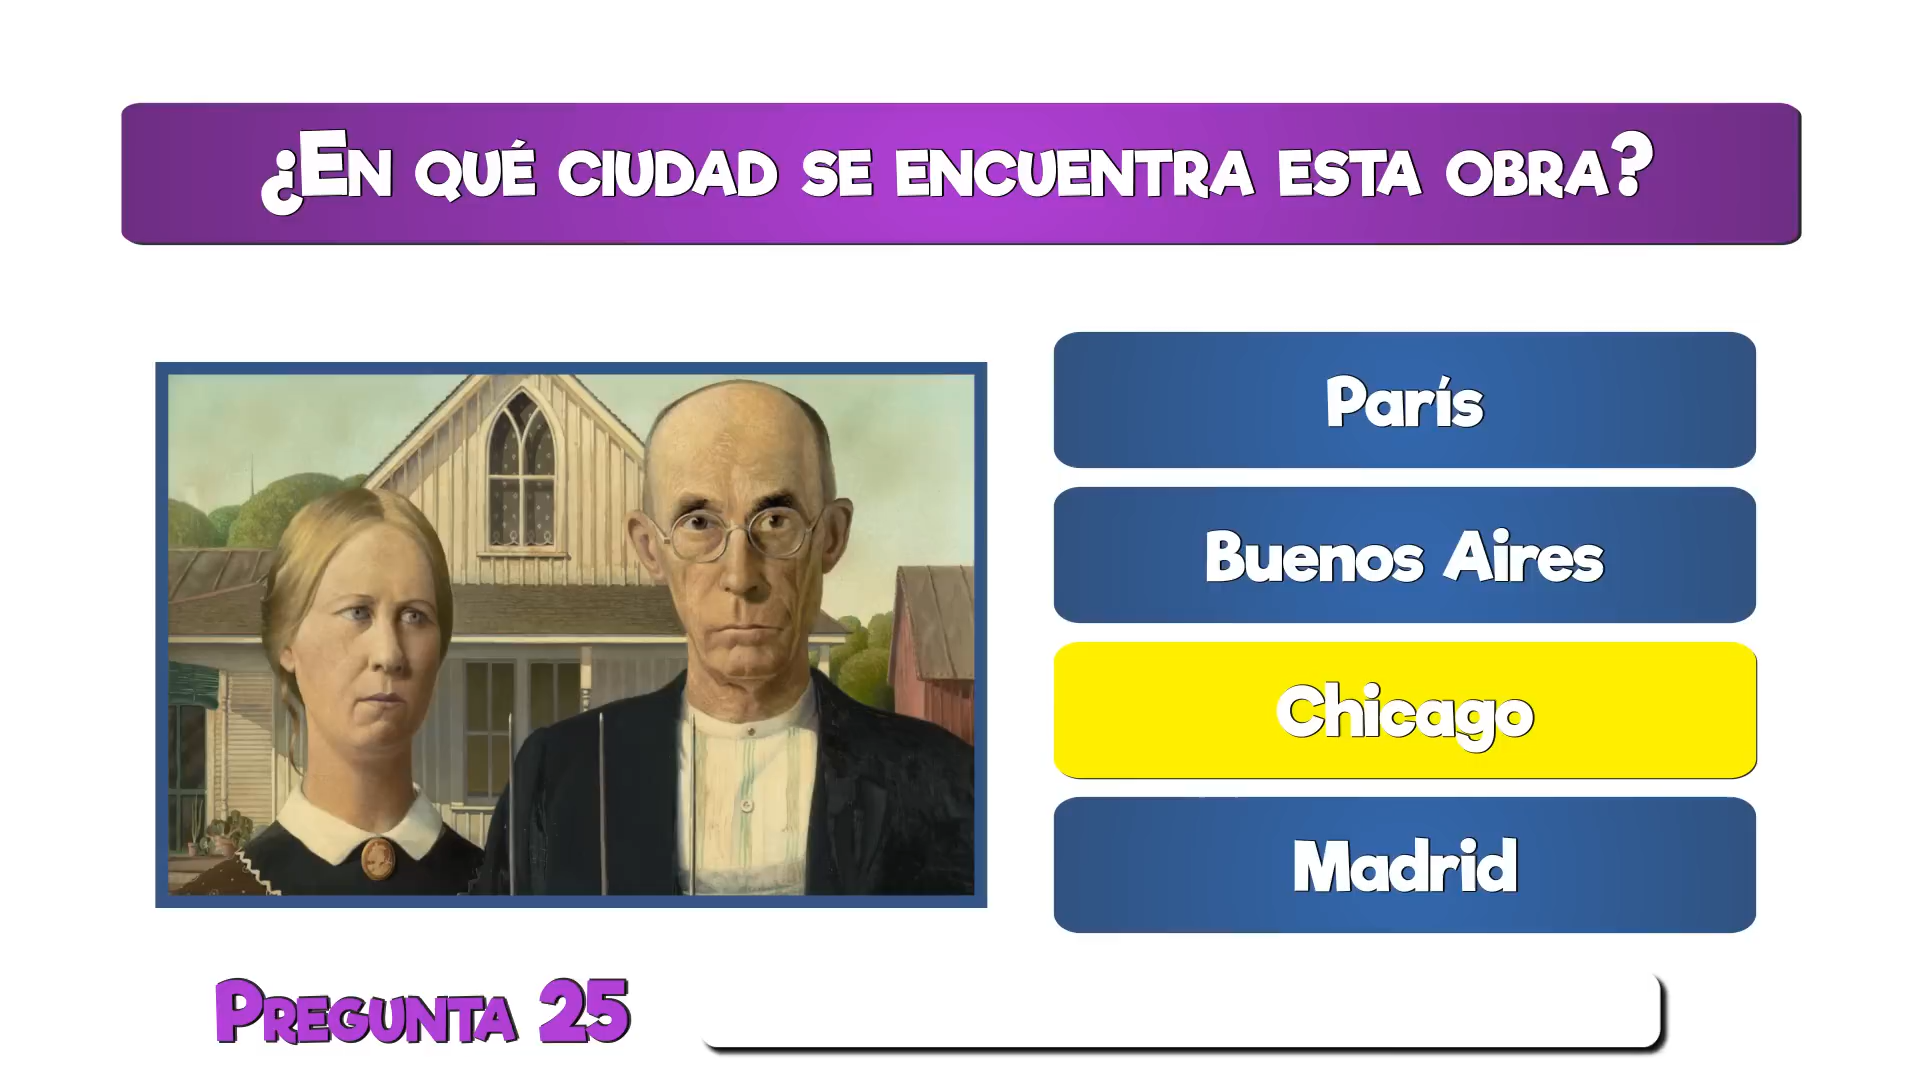 ¿En qué ciudad se encuentra esta obra?
París
Buenos Aires
Chicago
Madrid
Pregunta 25